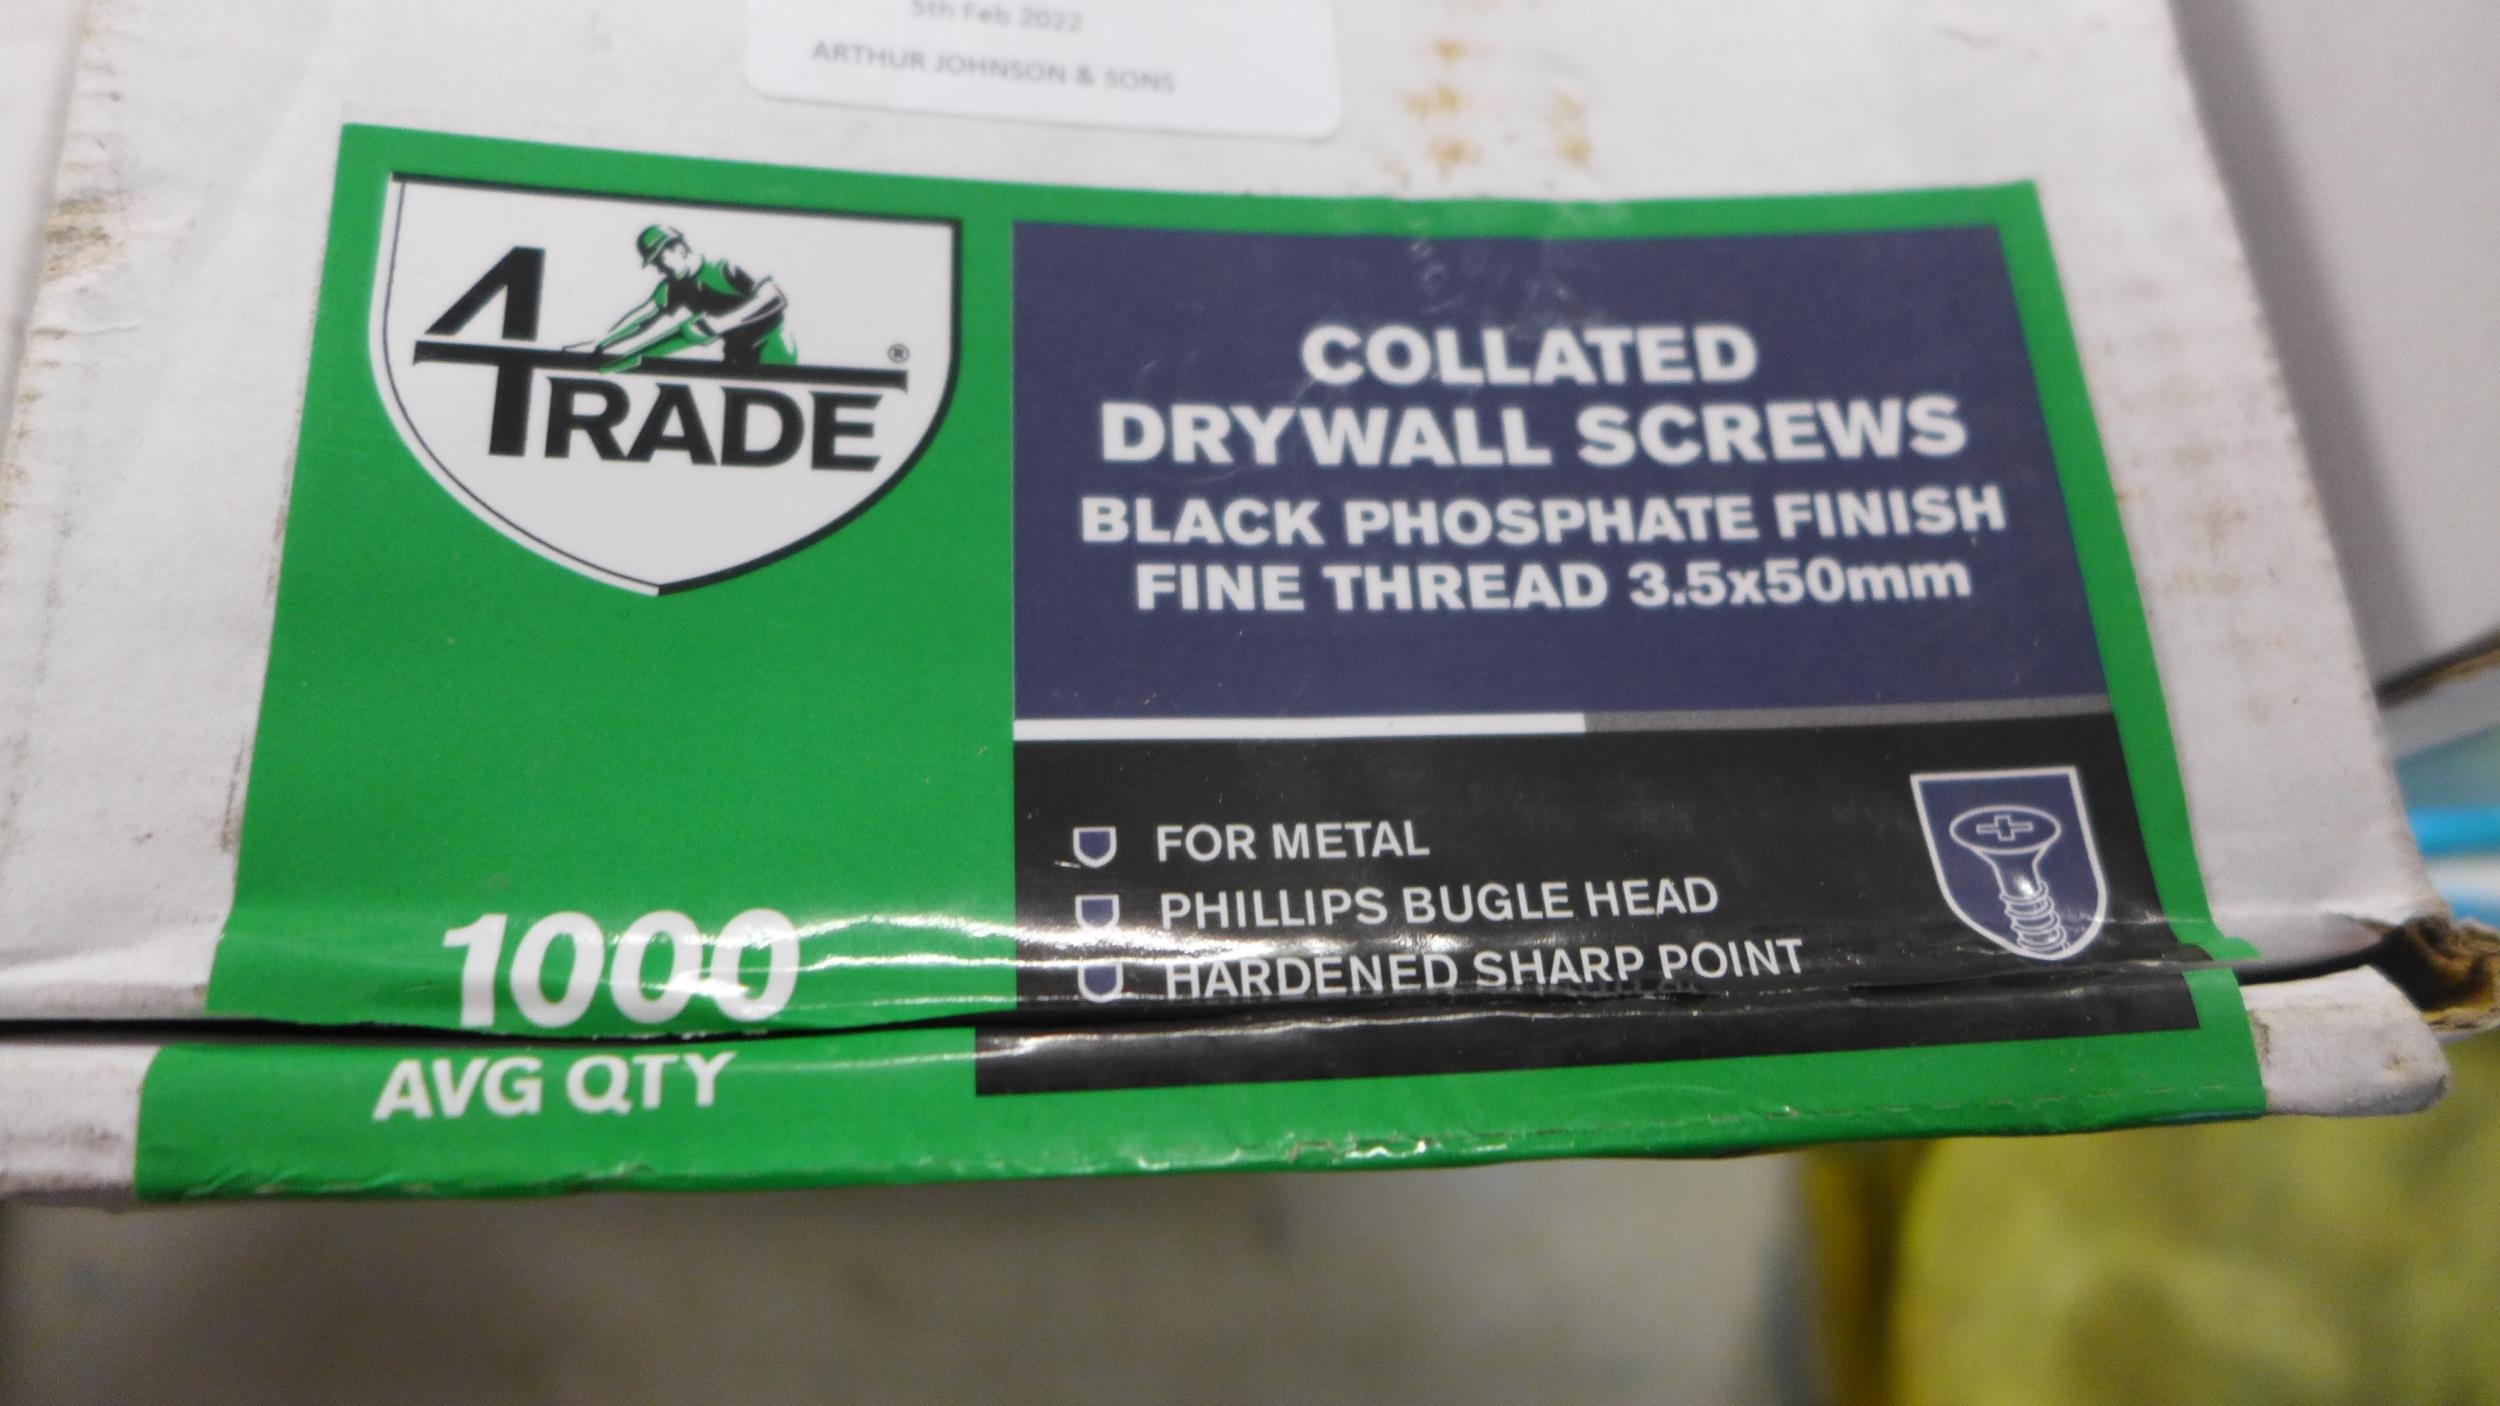 5th Feb 2022
ARTHUR JOHNSON & SONS
4TRADE®
COLLATED
DRYWALL SCREWS
BLACK PHOSPHATE FINISH
FINE THREAD 3.5x50mm
FOR METAL
PHILLIPS BUGLE HEAD
HARDENED SHARP POINT
1000
AVG QTY